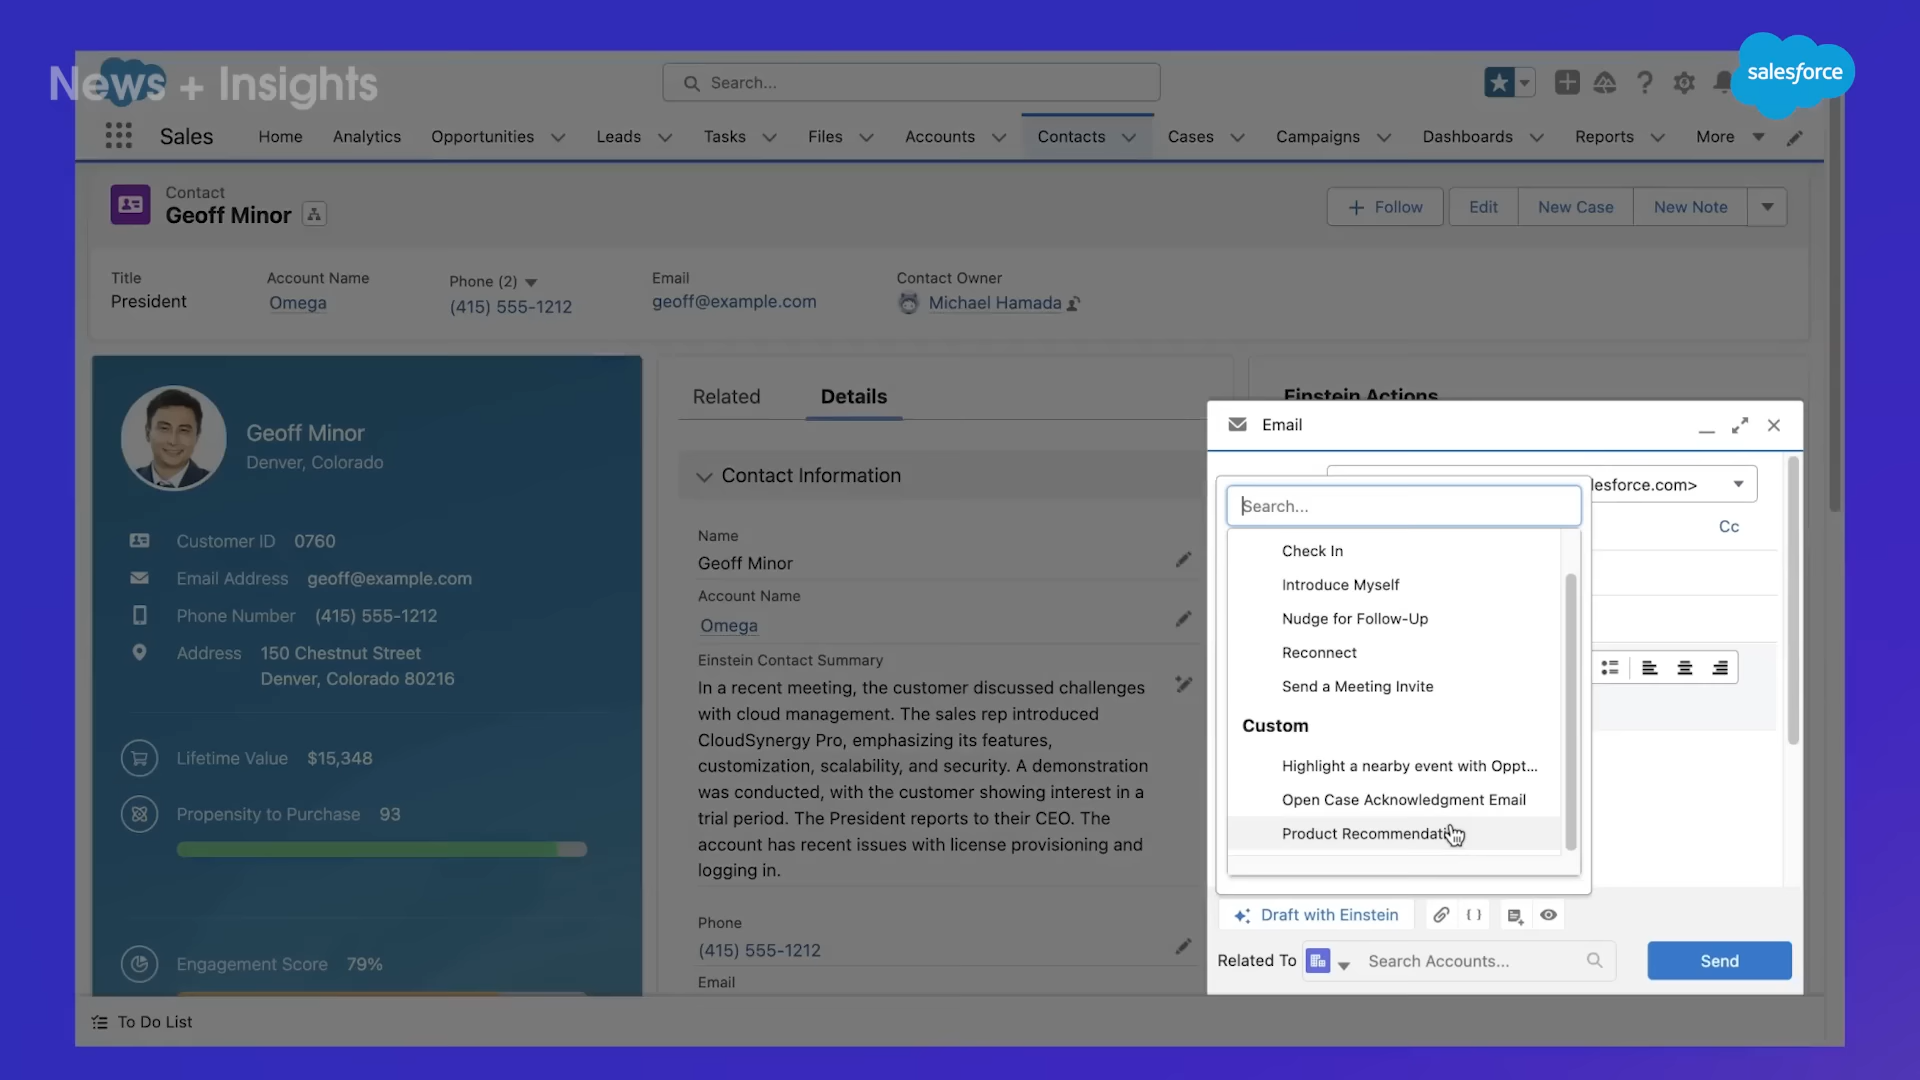 News + Insights
Search...
salesforce
Sales
Home
Analytics
Opportunities
Leads
Tasks
Files
Accounts
Contacts
Cases
Campaigns
Dashboards
Reports
More
Contact
Geoff Minor
+ Follow
Edit
New Case
New Note
Title
President
Account Name
Omega
Phone (2)
(415) 555-1212
Email
geoff@example.com
Contact Owner
Michael Hamada
Geoff Minor
Denver, Colorado
Customer ID 0760
Email Address geoff@example.com
Phone Number (415) 555-1212
Address 150 Chestnut Street
Denver, Colorado 80216
Lifetime Value $15,348
Propensity to Purchase 93
Engagement Score 79%
Related
Details
Contact Information
Name
Geoff Minor
Account Name
Omega
Einstein Contact Summary
In a recent meeting, the customer discussed challenges
with cloud management. The sales rep introduced
CloudSynergy Pro, emphasizing its features,
customization, scalability, and security. A demonstration
was conducted, with the customer showing interest in a
trial period. The President reports to their CEO. The
account has recent issues with license provisioning and
logging in.
Phone
(415) 555-1212
Email
Einstein Actions
Email
lesforce.com>
Search...
Cc
Check In
Introduce Myself
Nudge for Follow-Up
Reconnect
Send a Meeting Invite
Custom
Highlight a nearby event with Oppt...
Open Case Acknowledgment Email
Product Recommendati
Draft with Einstein
{ }
Related To
Search Accounts...
Send
To Do List